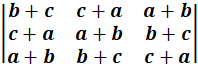 |b + c c + a a + b|
|c + a a + b b + c|
|a + b b + c c + a|